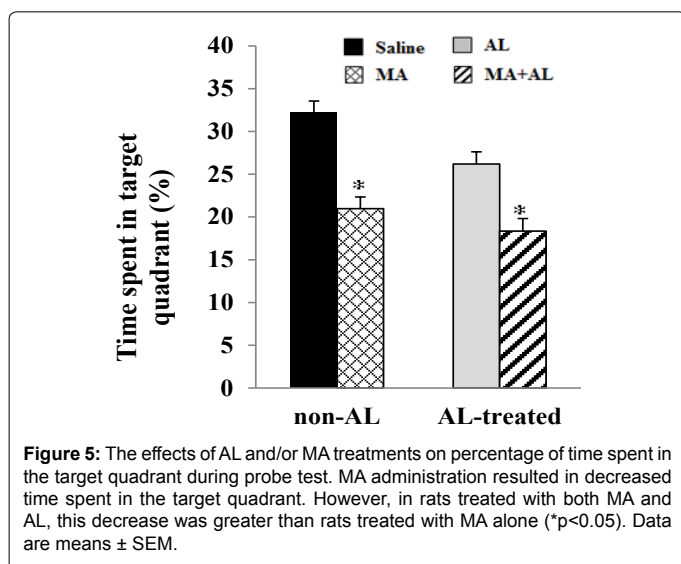 40
35
30
25
20
15
10
5
0
Time spent in target
quadrant (%)
Saline
AL
MA
MA+AL
*
*
non-AL
AL-treated
Figure 5: The effects of AL and/or MA treatments on percentage of time spent in
the target quadrant during probe test. MA administration resulted in decreased
time spent in the target quadrant. However, in rats treated with both MA and
AL, this decrease was greater than rats treated with MA alone (*p<0.05). Data
are means ± SEM.